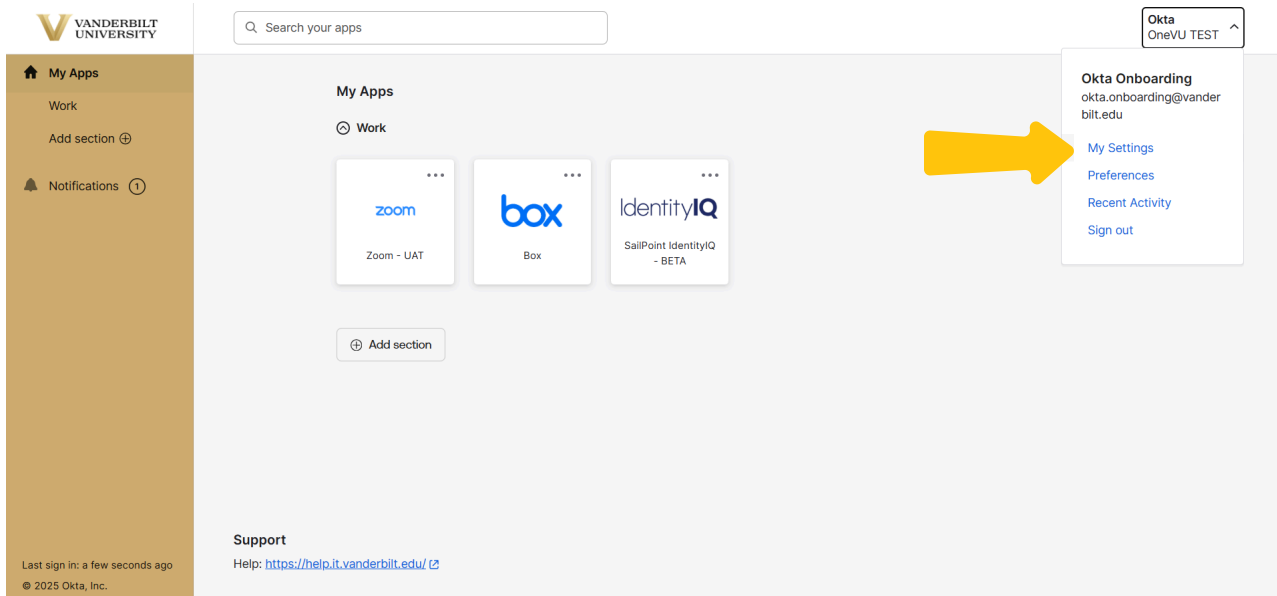 VANDERBILT
UNIVERSITY
Search your apps
Okta
OneVU TEST
My Apps
Work
Add section
Notifications 1
Last sign in: a few seconds ago
© 2025 Okta, Inc.
My Apps
Work
zoom
Zoom - UAT
box
Box
IdentityIQ
SailPoint IdentityIQ
- BETA
Add section
Support
Help: https://help.it.vanderbilt.edu/
Okta Onboarding
okta.onboarding@vander
bilt.edu
My Settings
Preferences
Recent Activity
Sign out